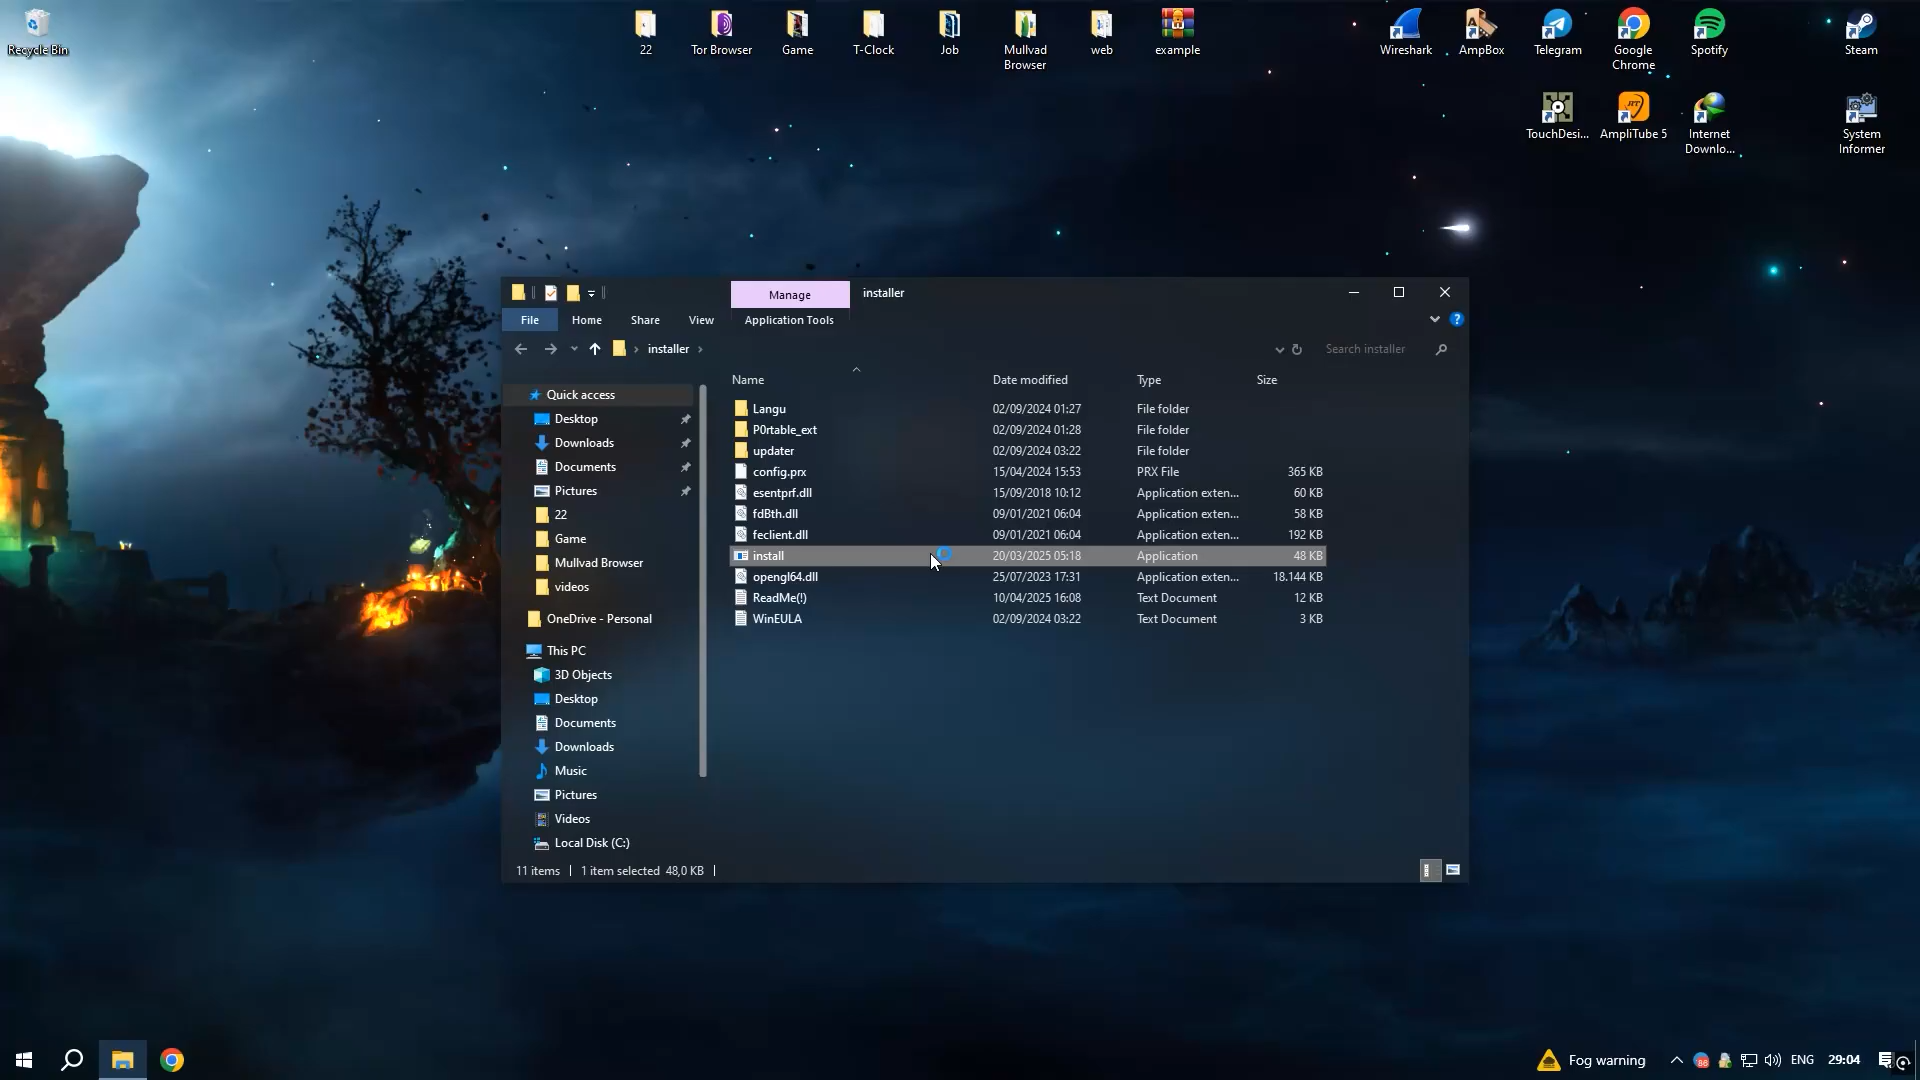 Recycle Bin
22
Tor Browser
Game
T-Clock
Job
Mullvad
Browser
web
example
Wireshark
AmpBox
Telegram
Google
Chrome
Spotify
Steam
TouchDesi...
AmpliTube 5
Internet
Downlo...
System
Informer
Manage
installer
File
Home
Share
View
Application Tools
installer
Search installer
Name
Date modified
Type
Size
Quick access
Desktop
Downloads
Documents
Pictures
22
Game
Mullvad Browser
videos
OneDrive - Personal
This PC
3D Objects
Desktop
Documents
Downloads
Music
Pictures
Videos
Local Disk (C:)
Langu 02/09/2024 01:27 File folder
P0rtable_ext 02/09/2024 01:28 File folder
updater 02/09/2024 03:22 File folder
config.prx 15/04/2024 15:53 PRX File 365 KB
esentprf.dll 15/09/2018 10:12 Application exten... 60 KB
fdBth.dll 09/01/2021 06:04 Application exten... 58 KB
feclient.dll 09/01/2021 06:04 Application exten... 192 KB
install 20/03/2025 05:18 Application 48 KB
opengl64.dll 25/07/2023 17:31 Application exten... 18.144 KB
ReadMe(!) 10/04/2025 16:08 Text Document 12 KB
WinEULA 02/09/2024 03:22 Text Document 3 KB
11 items
1 item selected 48,0 KB
Fog warning
ENG
29:04